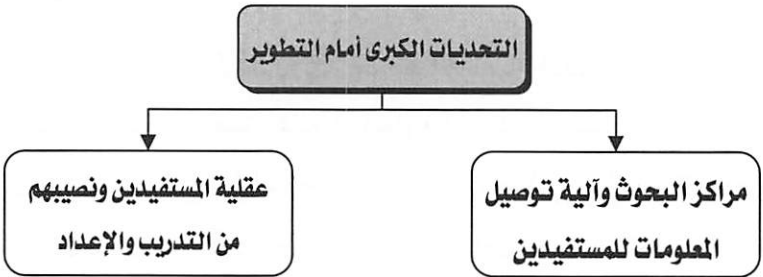 التحديات الكبرى أمام التطوير
مراكز البحوث وآلية توصيل
المعلومات للمستفيدين
عقلية المستفيدين ونصيبهم
من التدريب والإعداد